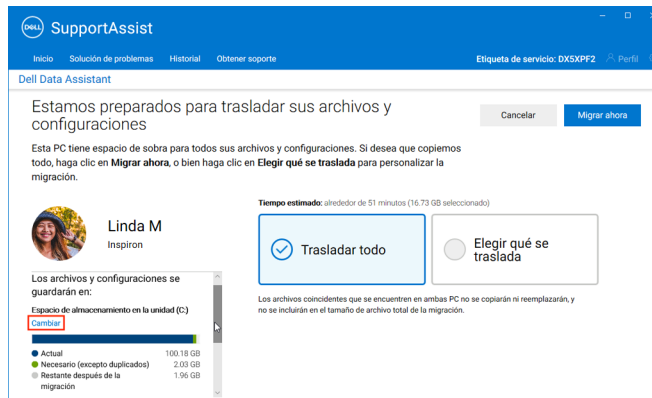 DELL SupportAssist
Inicio Solución de problemas Historial Obtener soporte Etiqueta de servicio: DX5XPF2 Perfil
Dell Data Assistant
Estamos preparados para trasladar sus archivos y
configuraciones
Cancelar Migrar ahora
Esta PC tiene espacio de sobra para todos sus archivos y configuraciones. Si desea que copiemos
todo, haga clic en Migrar ahora, o bien haga clic en Elegir qué se traslada para personalizar la
migración.
Tiempo estimado: alrededor de 51 minutos (16.73 GB seleccionado)
Linda M
Inspiron
Trasladar todo
Elegir qué se
traslada
Los archivos y configuraciones se
guardarán en:
Espacio de almacenamiento en la unidad (C:)
Cambiar
Actual 100.18 GB
Necesario (excepto duplicados) 2.03 GB
Restante después de la 1.96 GB
migración
Los archivos coincidentes que se encuentren en ambas PC no se copiarán ni reemplazarán, y
no se incluirán en el tamaño de archivo total de la migración.